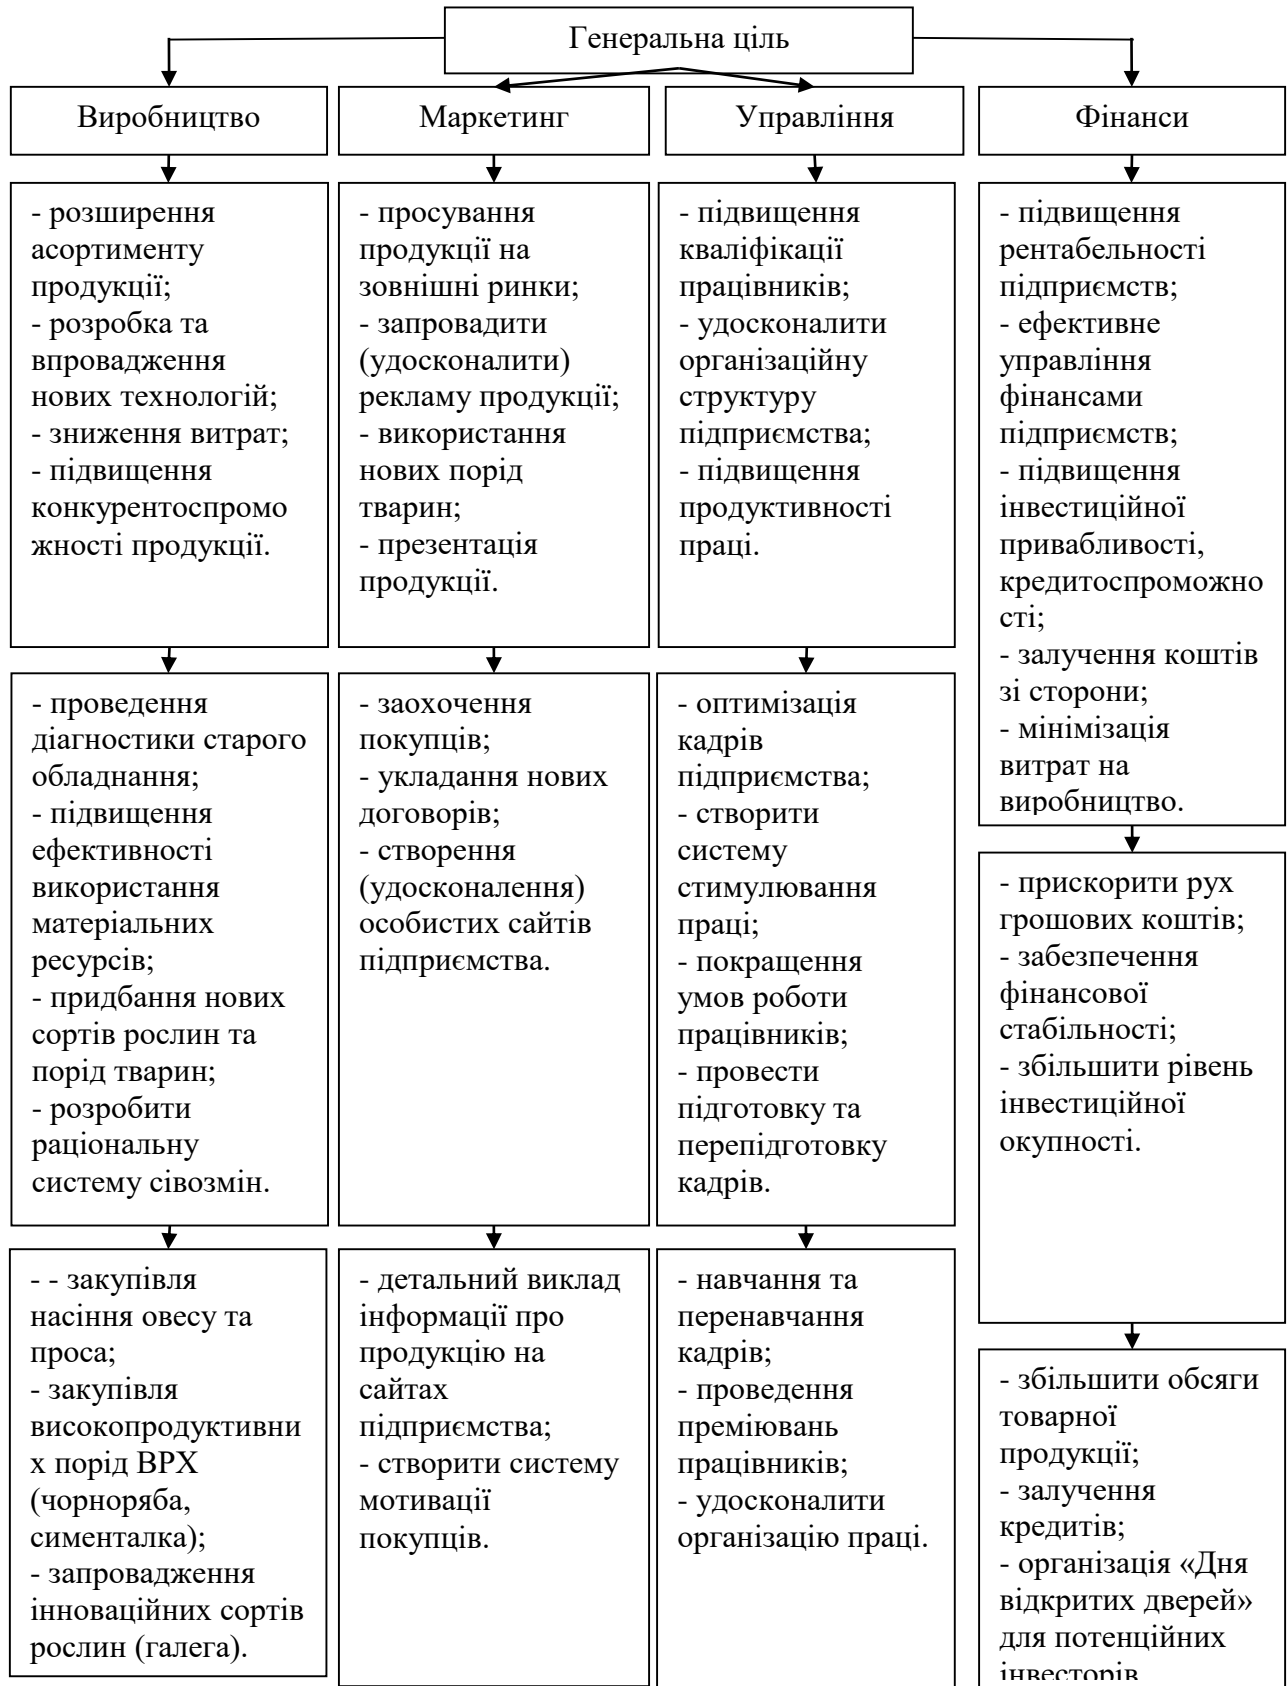 Генеральна ціль
Виробництво
Маркетинг
Управління
Фінанси
- розширення
асортименту
продукції;
- розробка та
впровадження
нових технологій;
- зниження витрат;
- підвищення
конкурентоспромо
жності продукції.
- просування
продукції на
зовнішні ринки;
- запровадити
(удосконалити)
рекламу продукції;
- використання
нових порід
тварин;
- презентація
продукції.
- підвищення
кваліфікації
працівників;
- удосконалити
організаційну
структуру
підприємства;
- підвищення
продуктивності
праці.
- підвищення
рентабельності
підприємств;
- ефективне
управління
фінансами
підприємств;
- підвищення
інвестиційної
привабливості,
кредитоспроможно
сті;
- залучення коштів
зі сторони;
- мінімізація
витрат на
виробництво.
- проведення
діагностики старого
обладнання;
- підвищення
ефективності
використання
матеріальних
ресурсів;
- придбання нових
сортів рослин та
порід тварин;
- розробити
раціональну
систему сівозмін.
- заохочення
покупців;
- укладання нових
договорів;
- створення
(удосконалення)
особистих сайтів
підприємства.
- оптимізація
кадрів
підприємства;
- створити
систему
стимулювання
праці;
- покращення
умов роботи
працівників;
- провести
підготовку та
перепідготовку
кадрів.
- прискорити рух
грошових коштів;
- забезпечення
фінансової
стабільності;
- збільшити рівень
інвестиційної
окупності.
- - закупівля
насіння овесу та
проса;
- закупівля
високопродуктивни
х порід ВРХ
(чорноряба,
сименталка);
- запровадження
інноваційних сортів
рослин (галега).
- детальний виклад
інформації про
продукцію на
сайтах
підприємства;
- створити систему
мотивації
покупців.
- навчання та
перенавчання
кадрів;
- проведення
преміювань
працівників;
- удосконалити
організацію праці.
- збільшити обсяги
товарної
продукції;
- залучення
кредитів;
- організація «Дня
відкритих дверей»
для потенційних
інвесторів